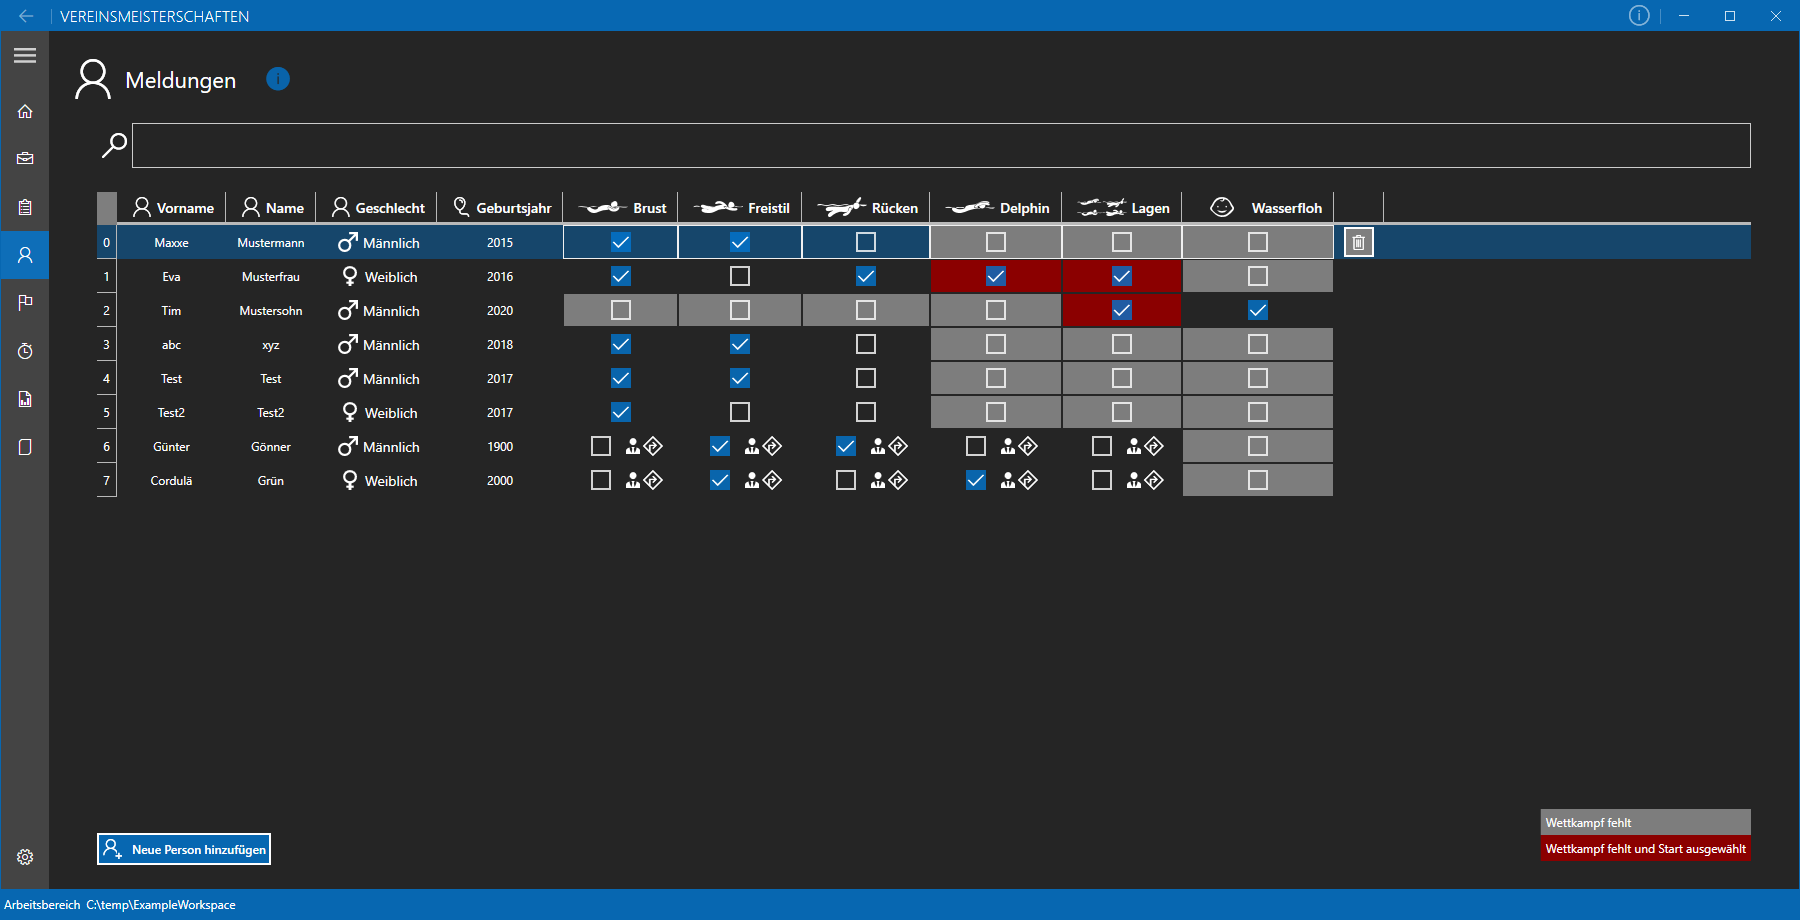 VEREINSMEISTERSCHAFTEN
Meldungen
Vorname Name Geschlecht Geburtsjahr Brust Freistil Rücken Delphin Lagen Wasserfloh
0 Maxxe Mustermann Männlich 2015
1 Eva Musterfrau Weiblich 2016
2 Tim Mustersohn Männlich 2020
3 abc xyz Männlich 2018
4 Test Test Männlich 2017
5 Test2 Test2 Weiblich 2017
6 Günter Gönner Männlich 1900
7 Cordulä Grün Weiblich 2000
Wettkampf fehlt
Wettkampf fehlt und Start ausgewählt
Neue Person hinzufügen
Arbeitsbereich C:\temp\ExampleWorkspace